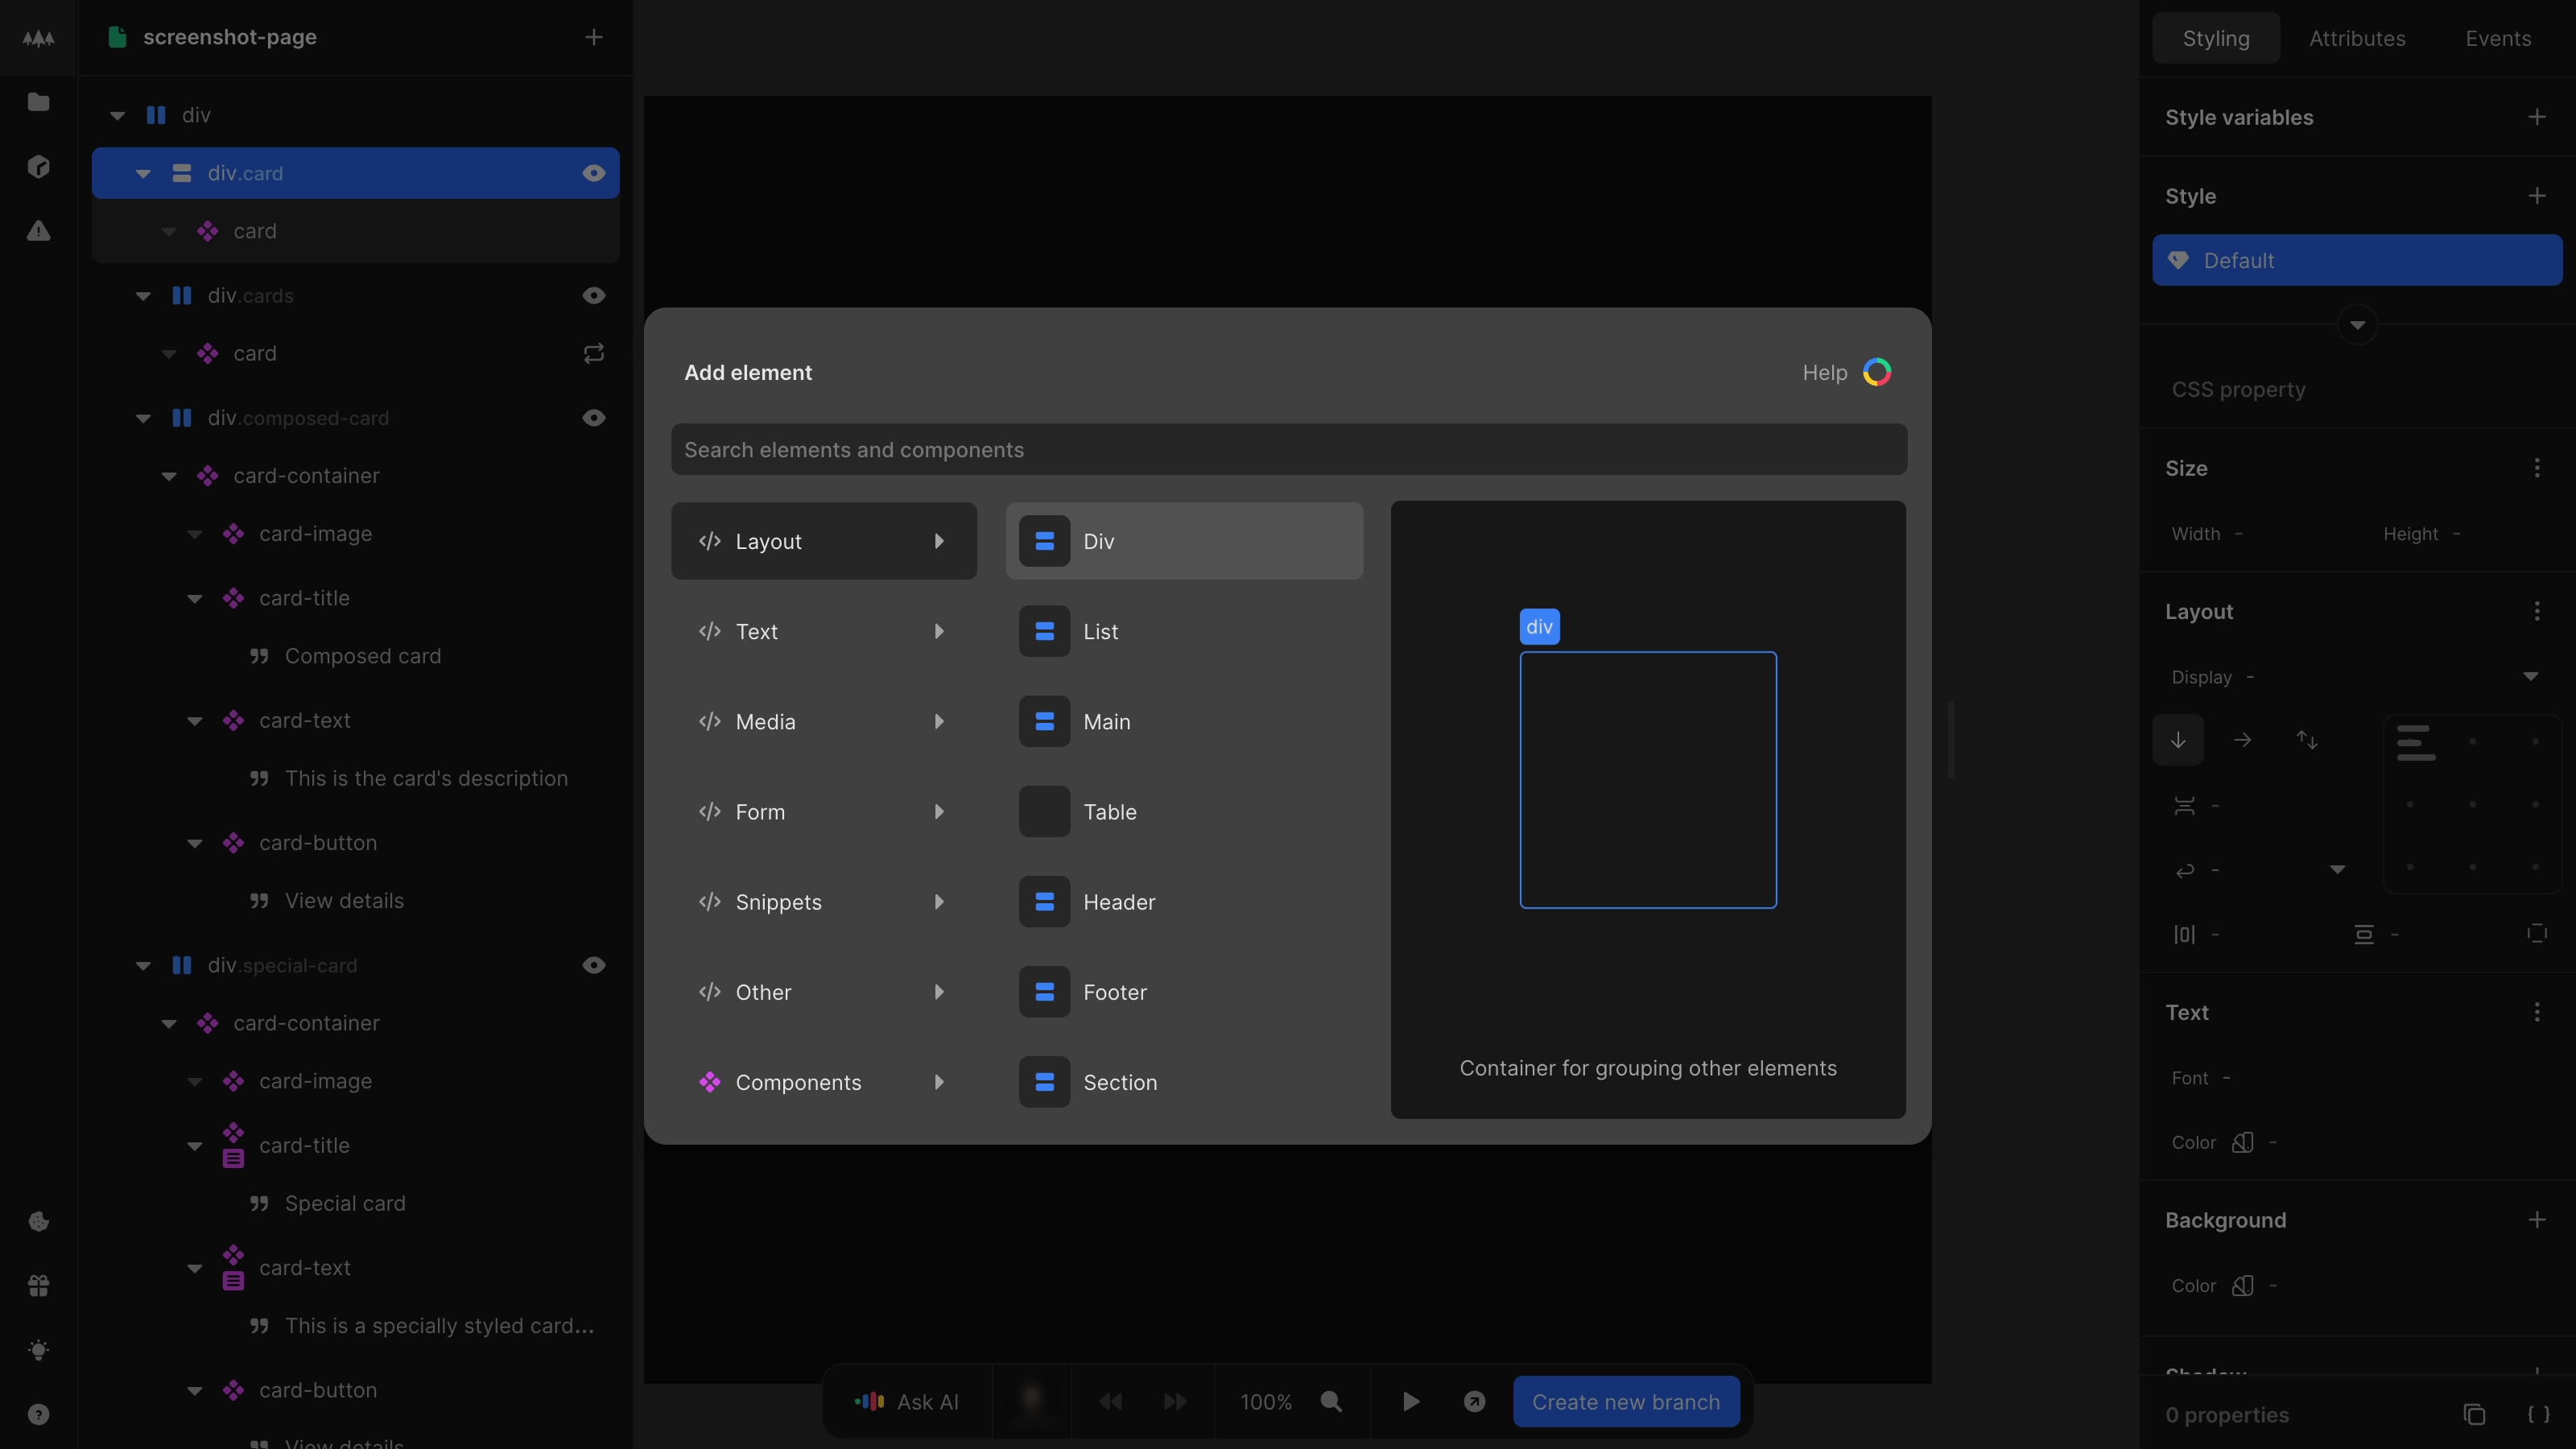 screenshot-page
div
div.card
card
div.cards
card
div.composed-card
card-container
card-image
card-title
Composed card
card-text
This is the card's description
card-button
View details
div.special-card
card-container
card-image
card-title
Special card
card-text
This is a specially styled card...
card-button
View details
Add element
Help
Search elements and components
Layout
Text
Media
Form
Snippets
Other
Components
Div
List
Main
Table
Header
Footer
Section
div
Container for grouping other elements
Ask AI
100%
Create new branch
Styling Attributes Events
Style variables
Style
Default
CSS property
Size
Width - Height -
Layout
Display -
-
-
- -
Text
Font -
Color -
Background
Color -
Shadow
0 properties